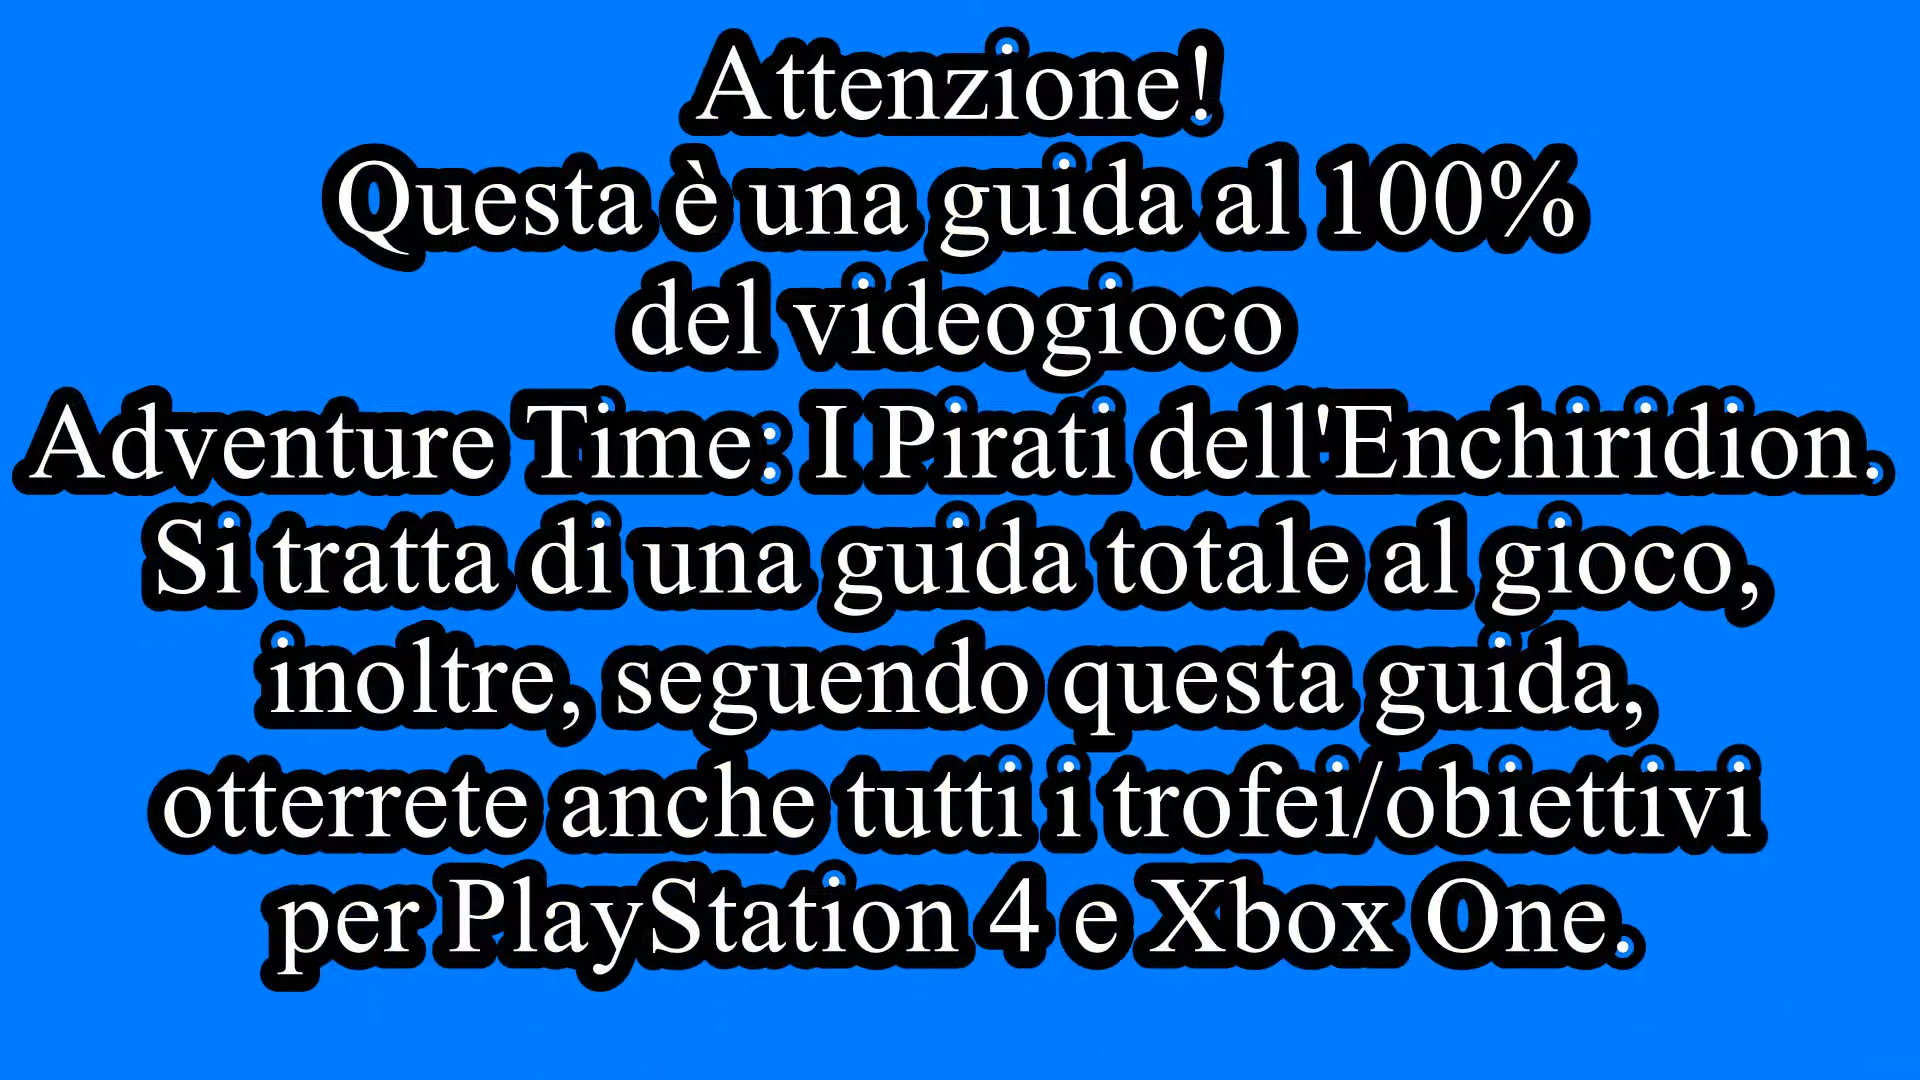 Attenzione!
Questa è una guida al 100%
del videogioco
Adventure Time: I Pirati dell'Enchiridion.
Si tratta di una guida totale al gioco,
inoltre, seguendo questa guida,
otterrete anche tutti i trofei/obiettivi
per PlayStation 4 e Xbox One.